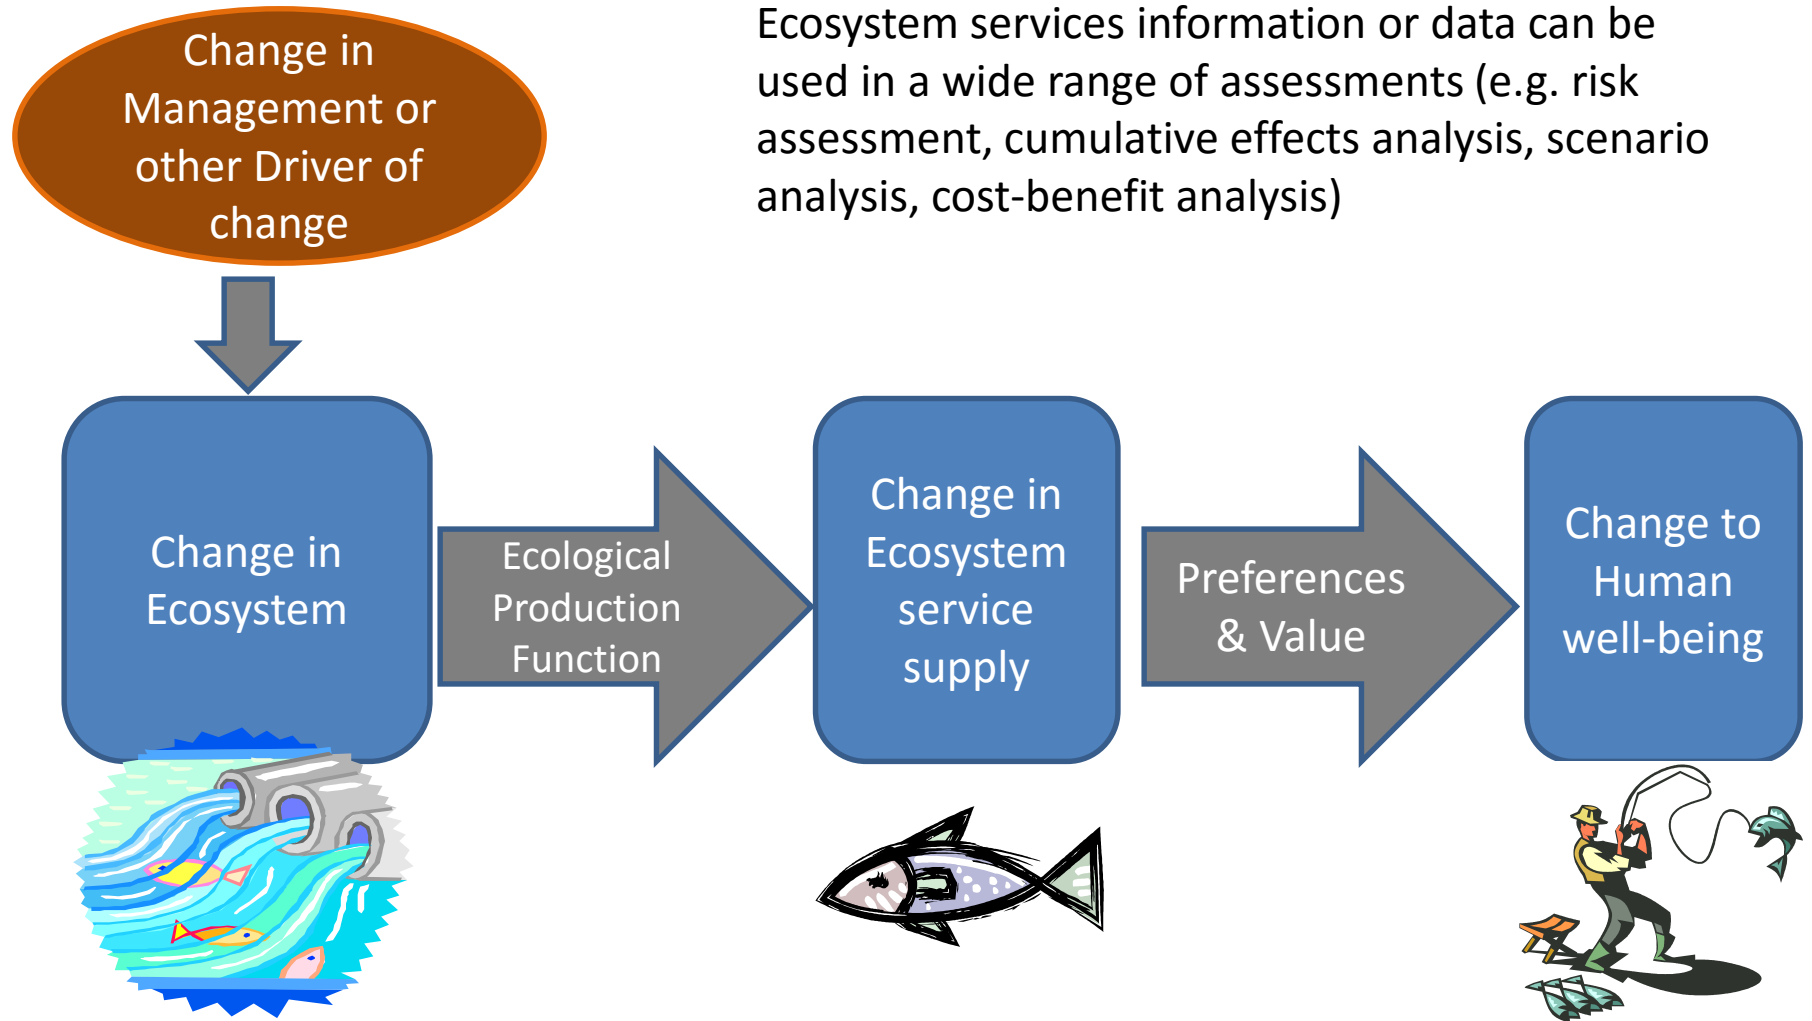 Change in
Management or
other Driver of
change
Ecosystem services information or data can be
used in a wide range of assessments (e.g. risk
assessment, cumulative effects analysis, scenario
analysis, cost-benefit analysis)
Change in
Ecosystem
Ecological
Production
Function
Change in
Ecosystem
service
supply
Preferences
& Value
Change to
Human
well-being